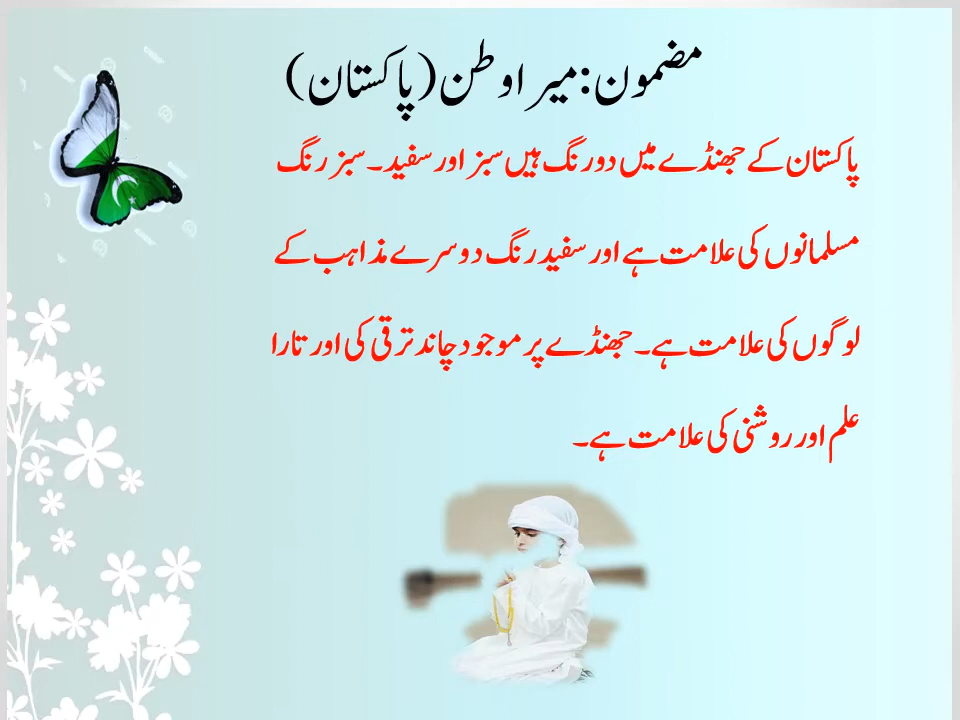 مضمون:میرا وطن(پاکستان)
پاکستان کے جھنڈے میں دو رنگ ہیں سبز اور سفید۔ سبز رنگ
مسلمانوں کی علامت ہے اور سفید رنگ دوسرے مذاہب کے
لوگوں کی علامت ہے۔ جھنڈے پر موجود چاند ترقی کی اور تارا
علم اور روشنی کی علامت ہے۔